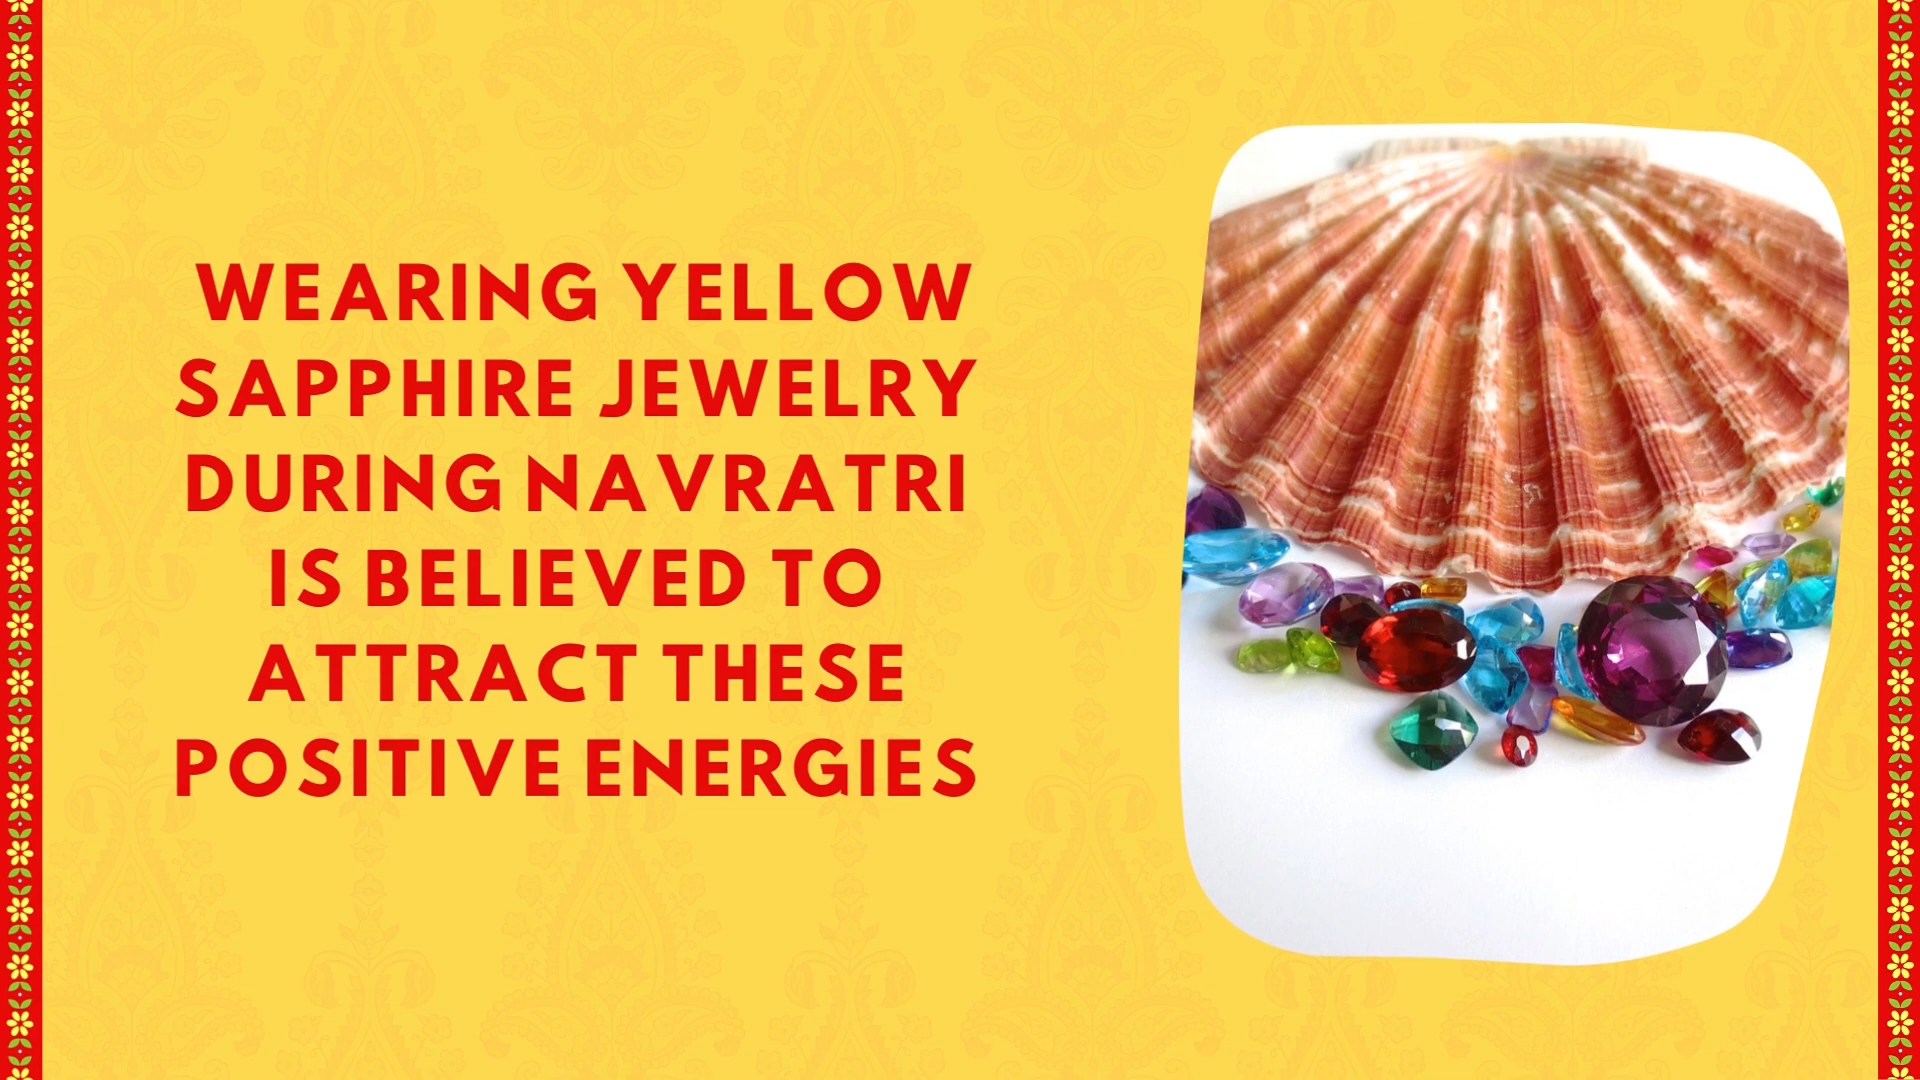 WEARING YELLOW
SAPPHIRE JEWELRY
DURING NAVRATRI
IS BELIEVED TO
ATTRACT THESE
POSITIVE ENERGIES